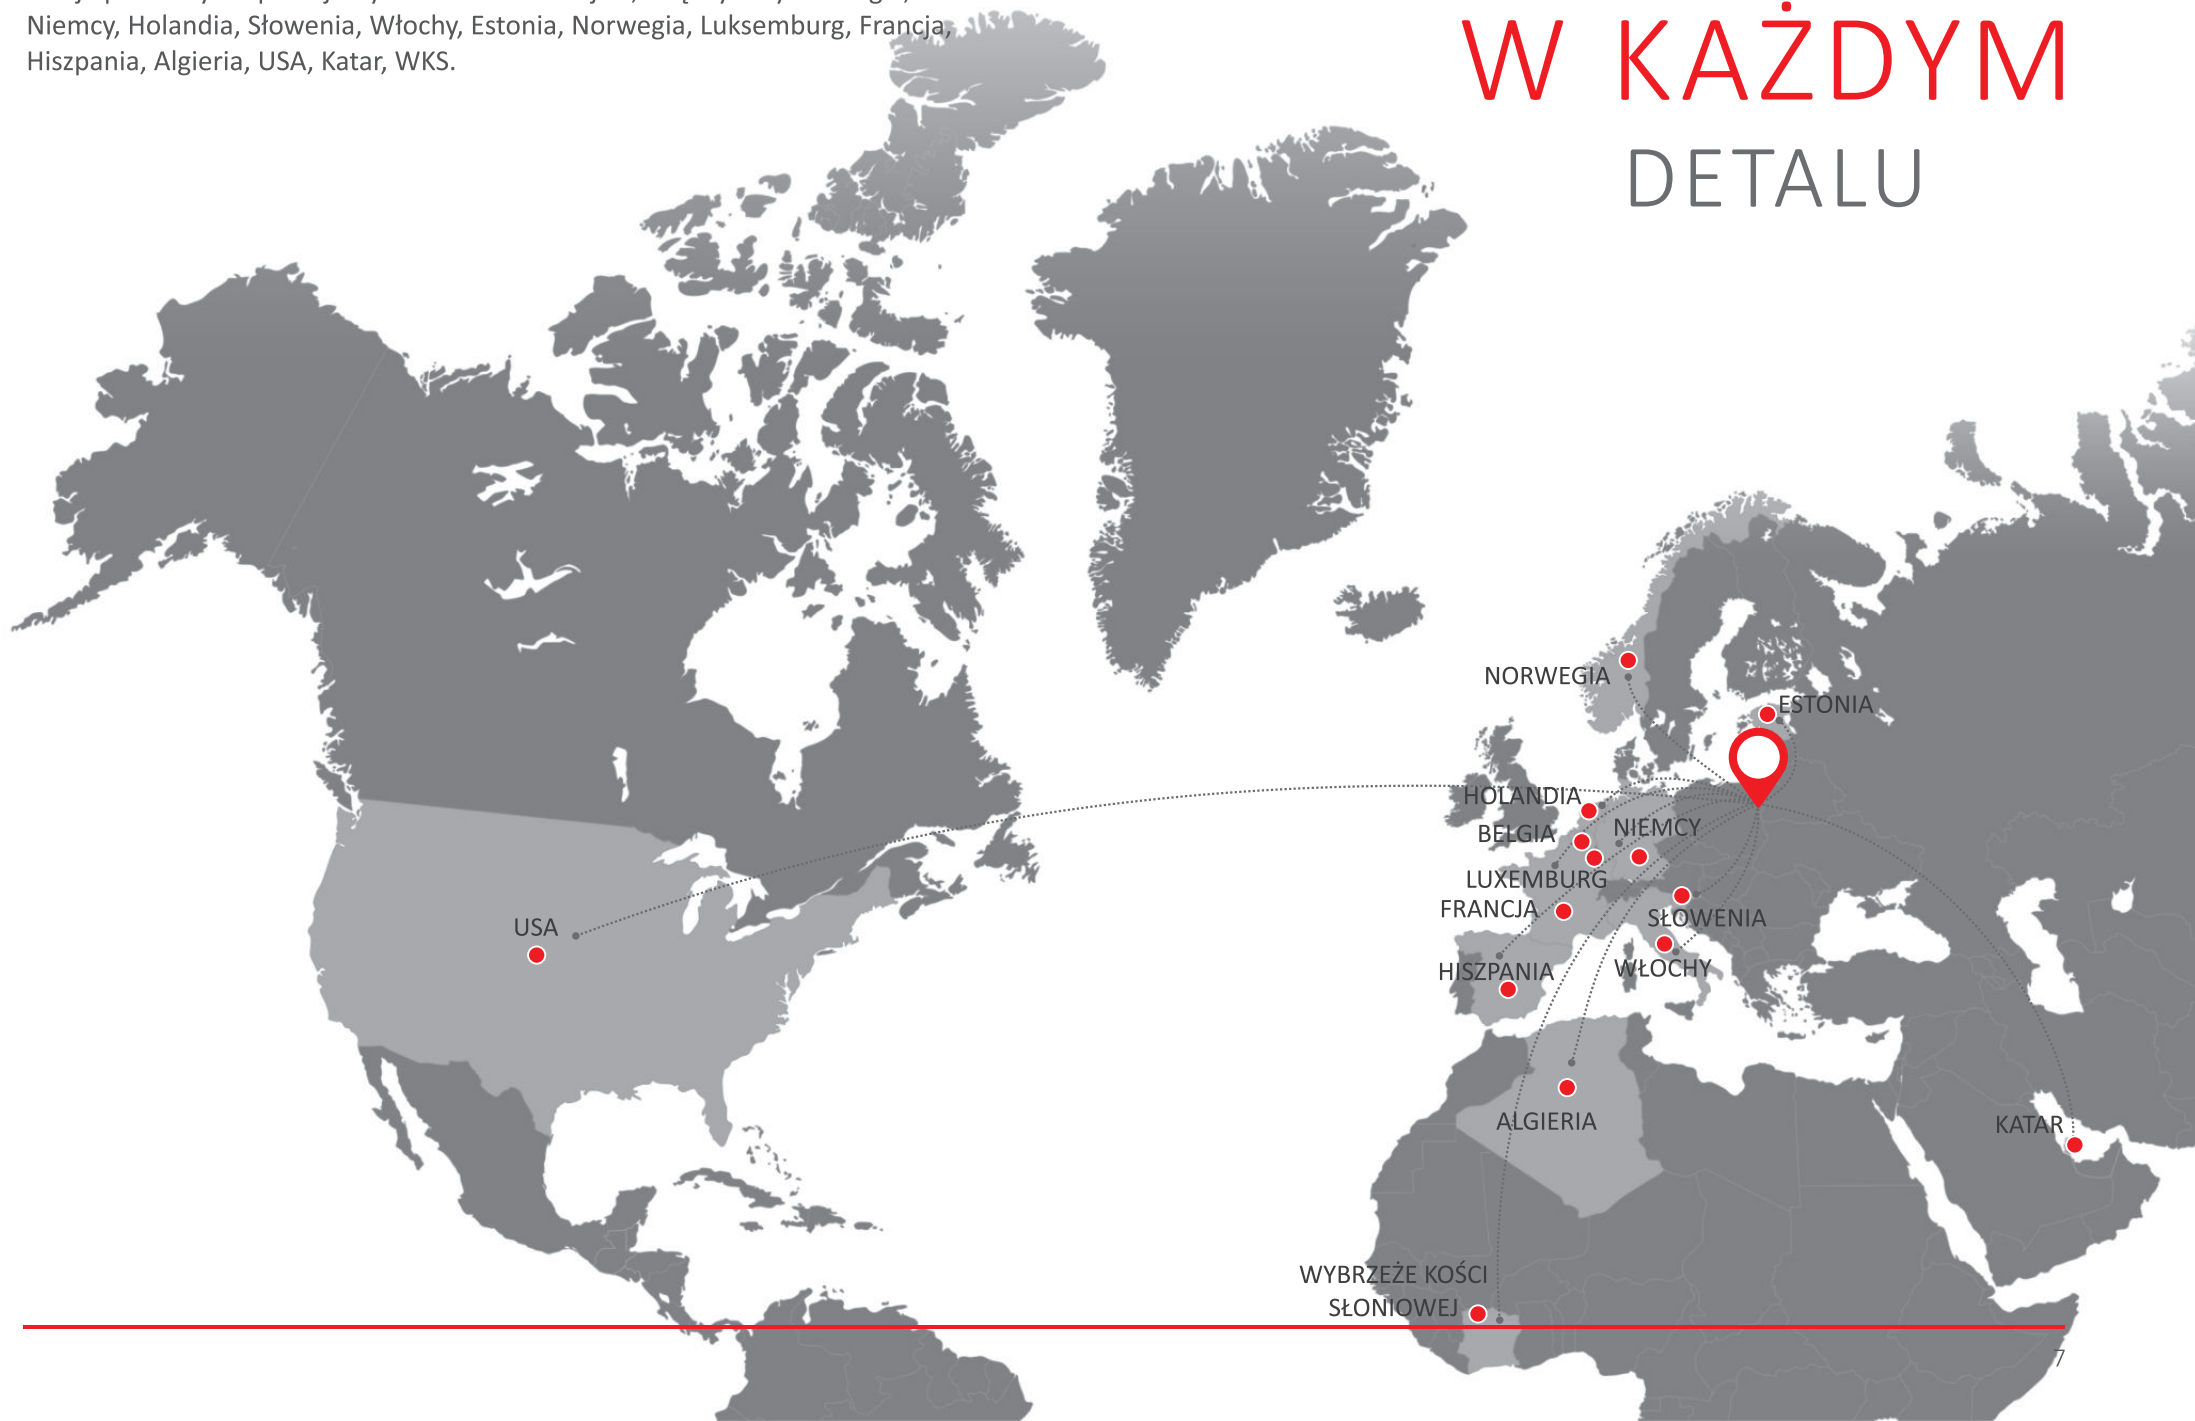 Niemcy, Holandia, Słowenia, Włochy, Estonia, Norwegia, Luksemburg, Francja,
Hiszpania, Algieria, USA, Katar, WKS.
W KAŻDYM
DETALU
NORWEGIA
ESTONIA
HOLANDIA
BELGIA
NIEMCY
LUXEMBURG
FRANCJA
SŁOWENIA
USA
HISZPANIA
WŁOCHY
ALGIERIA
KATAR
WYBRZEŻE KOŚCI
SŁONIOWEJ
7